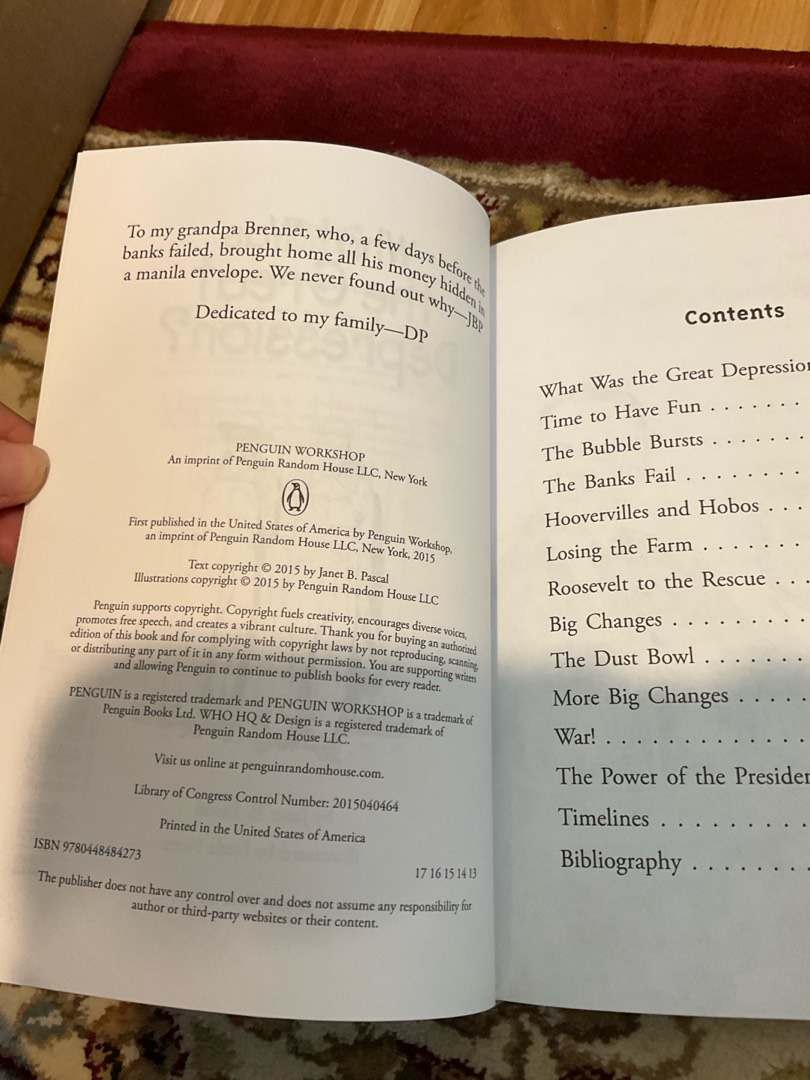 To my grandpa Brenner, who, a few days before the
banks failed, brought home all his money hidden in
a manila envelope. We never found out why—JBP
Dedicated to my family—DP
PENGUIN WORKSHOP
An imprint of Penguin Random House LLC, New York
First published in the United States of America by Penguin Workshop,
an imprint of Penguin Random House LLC, New York, 2015
Text copyright © 2015 by Janet B. Pascal
Illustrations copyright © 2015 by Penguin Random House LLC
Penguin supports copyright. Copyright fuels creativity, encourages diverse voices,
promotes free speech, and creates a vibrant culture. Thank you for buying an authorized
edition of this book and for complying with copyright laws by not reproducing, scanning,
or distributing any part of it in any form without permission. You are supporting writers
and allowing Penguin to continue to publish books for every reader.
PENGUIN is a registered trademark and PENGUIN WORKSHOP is a trademark of
Penguin Books Ltd. WHO HQ & Design is a registered trademark of
Penguin Random House LLC.
Visit us online at penguinrandomhouse.com.
Library of Congress Control Number: 2015040464
Printed in the United States of America
ISBN 9780448484273
17 16 15 14 13
The publisher does not have any control over and does not assume any responsibility for
author or third-party websites or their content.
Contents
What Was the Great Depression
Time to Have Fun . . . . . . .
The Bubble Bursts . . . . . . .
The Banks Fail . . . . . . . .
Hoovervilles and Hobos . . .
Losing the Farm . . . . . . .
Roosevelt to the Rescue . . .
Big Changes . . . . . . . . .
The Dust Bowl . . . . . . .
More Big Changes . . . . .
War! . . . . . . . . . . . . .
The Power of the Presiden
Timelines . . . . . . . . .
Bibliography . . . . . . .